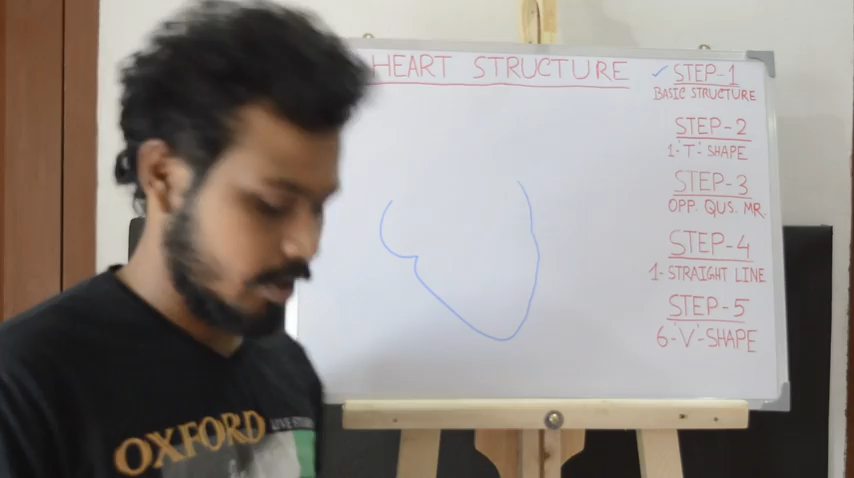 HEART STRUCTURE
STEP-1
BASIC STRUCTURE
STEP-2
1-'T'-SHAPE
STEP-3
OPP. QUS. MR.
STEP-4
1-STRAIGHT LINE
STEP-5
6-'V'-SHAPE
OXFORD